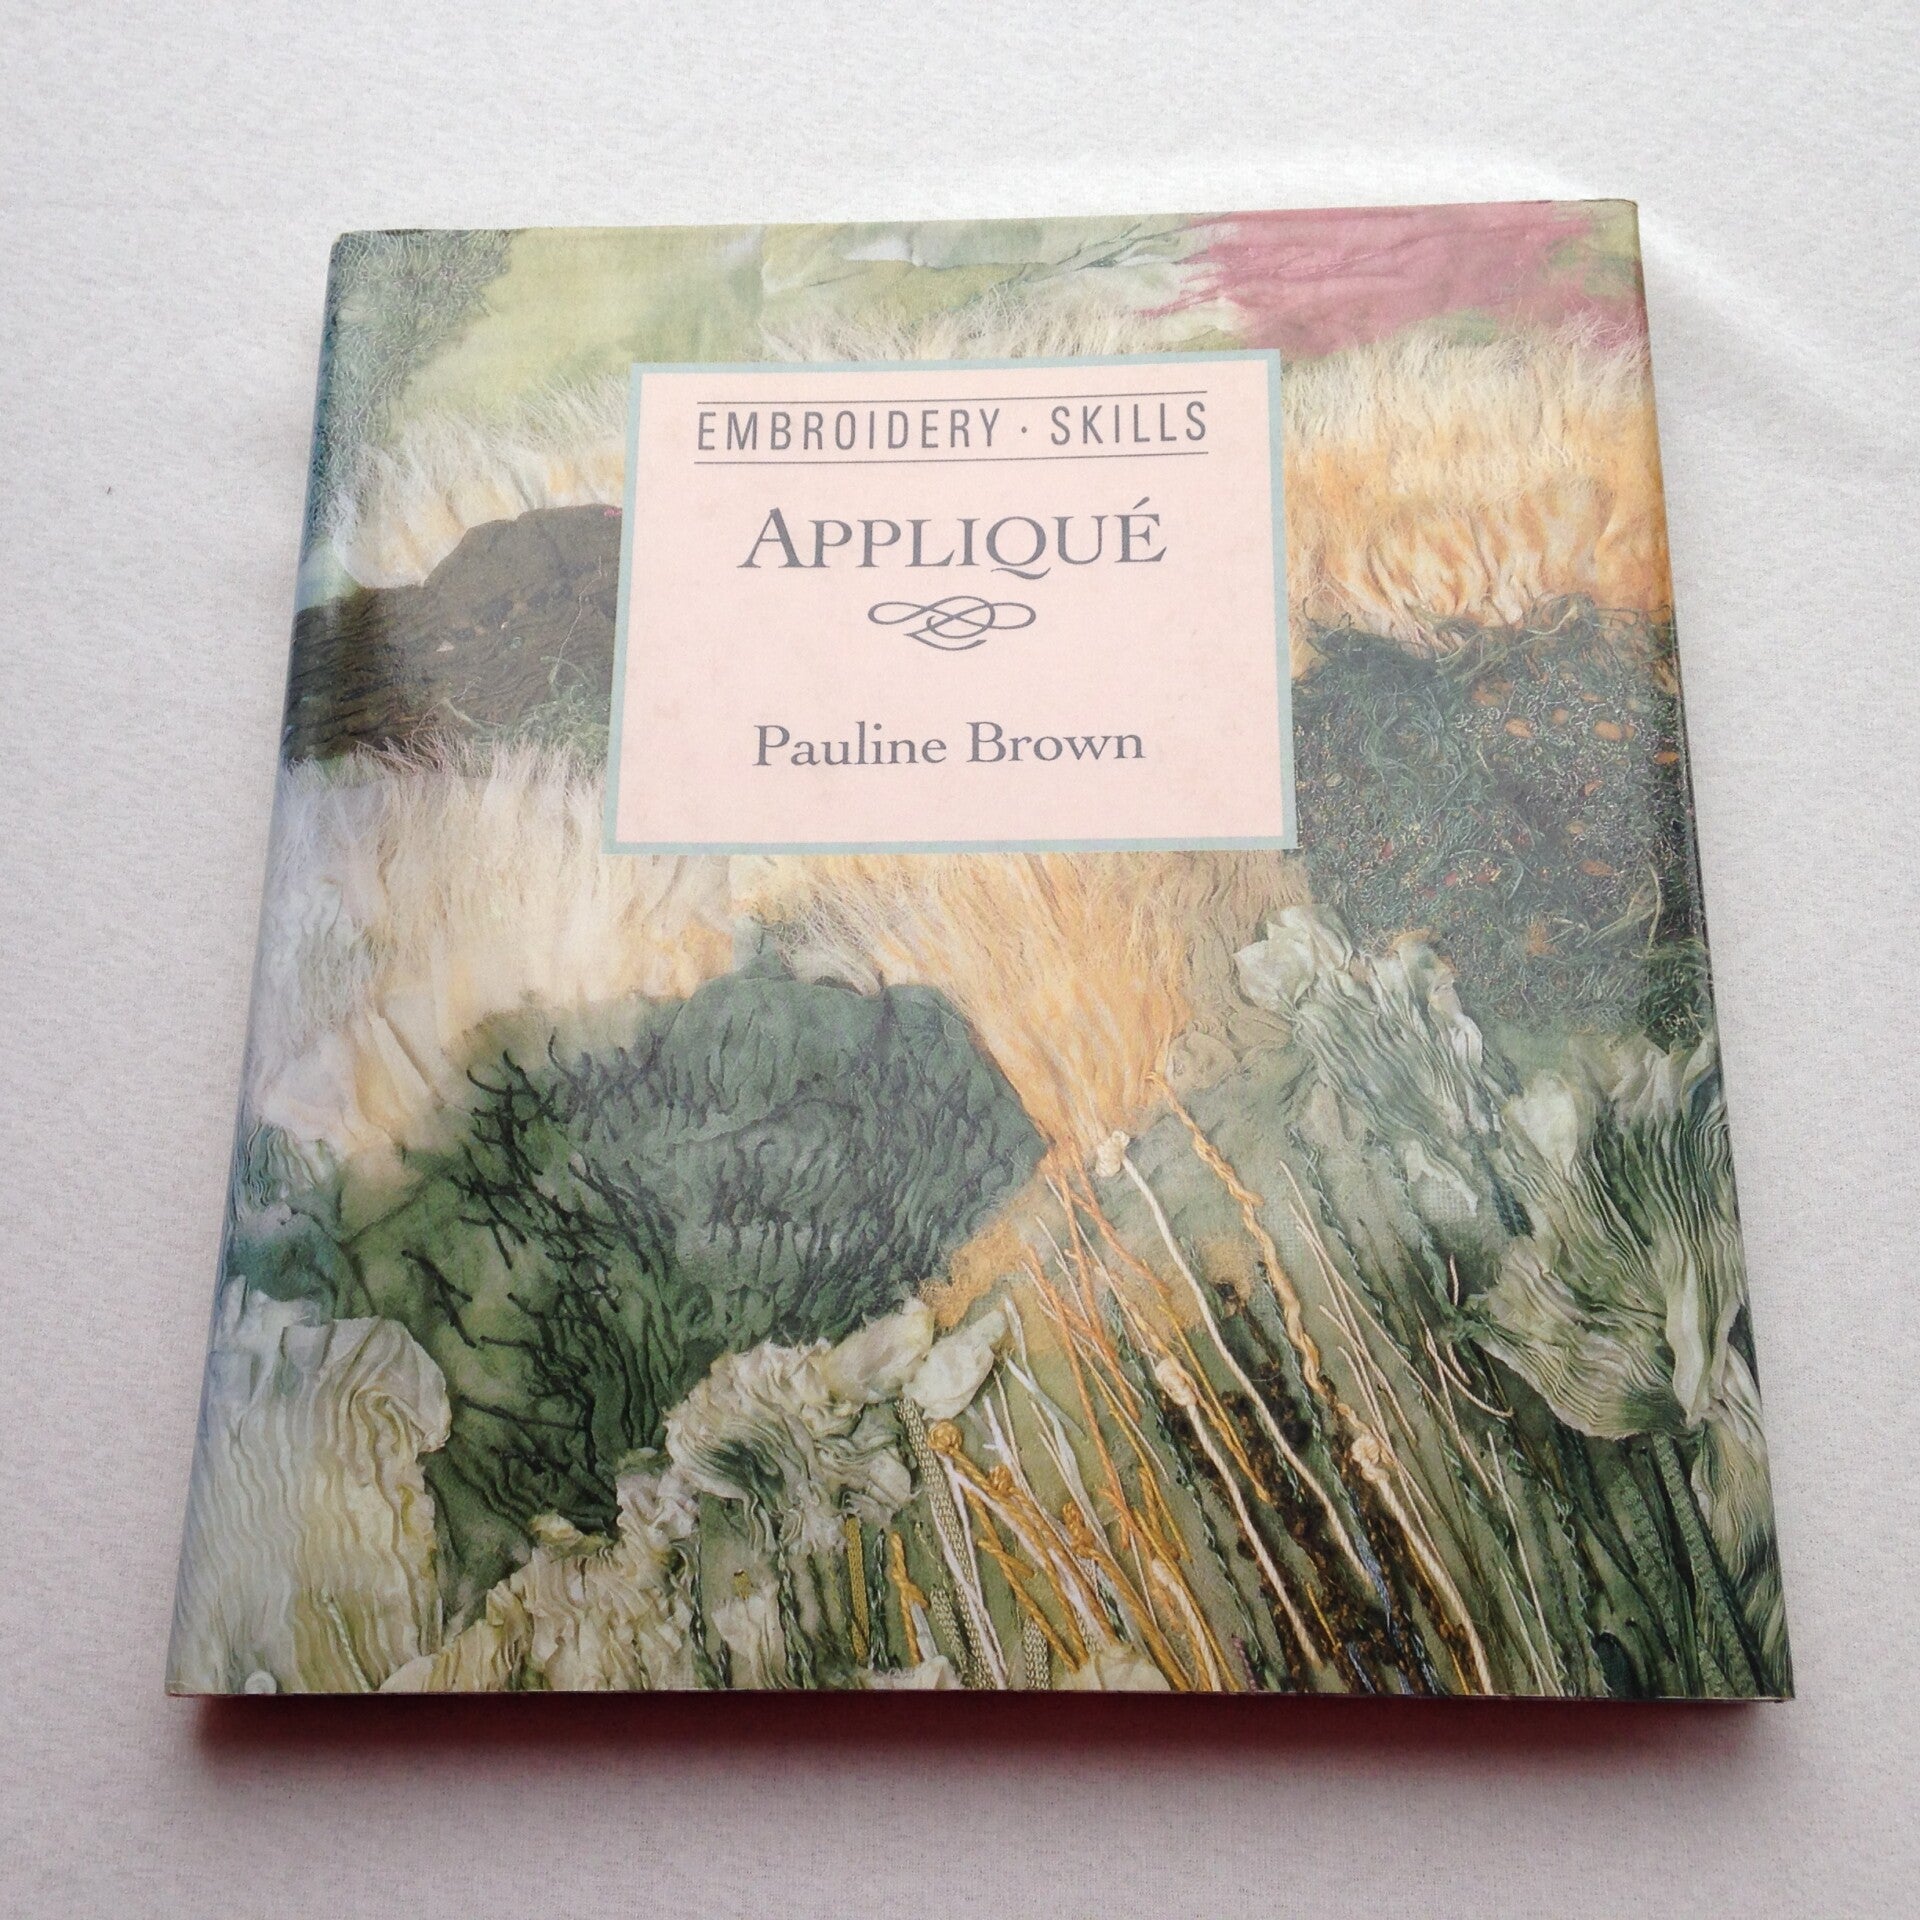 EMBROIDERY · SKILLS
APPLIQUÉ
Pauline Brown